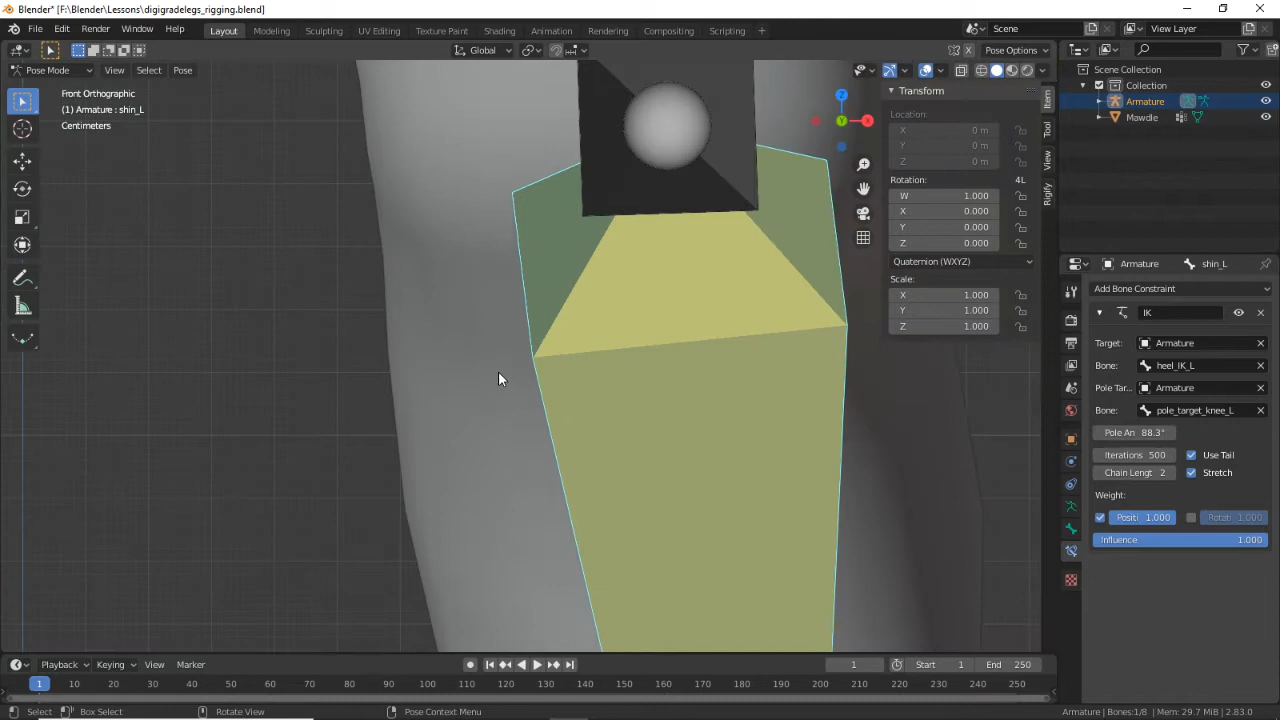 Blender* [F:\Blender\Lessons\digigradelegs_rigging.blend]
File Edit Render Window Help Layout Modeling Sculpting UV Editing Texture Paint Shading Animation Rendering Compositing Scripting + Scene View Layer
Global Pose Options
Pose Mode View Select Pose
Front Orthographic
(1) Armature : shin_L
Centimeters
Z
X
Y
Transform
Location:
X 0 m
Y 0 m
Z 0 m
Rotation: 4L
W 1.000
X 0.000
Y 0.000
Z 0.000
Quaternion (WXYZ)
Scale:
X 1.000
Y 1.000
Z 1.000
Item
Tool
View
Rigify
Scene Collection
Collection
Armature
Mawdle
Armature shin_L
Add Bone Constraint
IK
Target: Armature
Bone: heel_IK_L
Pole Tar... Armature
Bone: pole_target_knee_L
Pole An 88.3°
Iterations 500 Use Tail
Chain Lengt 2 Stretch
Weight:
Positi 1.000 Rotati 1.000
Influence 1.000
Playback Keying View Marker 1 Start 1 End 250
1 10 20 30 40 50 60 70 80 90 100 110 120 130 140 150 160 170 180 190 200 210 220 230 240 250
Select Box Select Rotate View Pose Context Menu Armature | Bones:1/8 | Mem: 29.7 MiB | 2.83.0